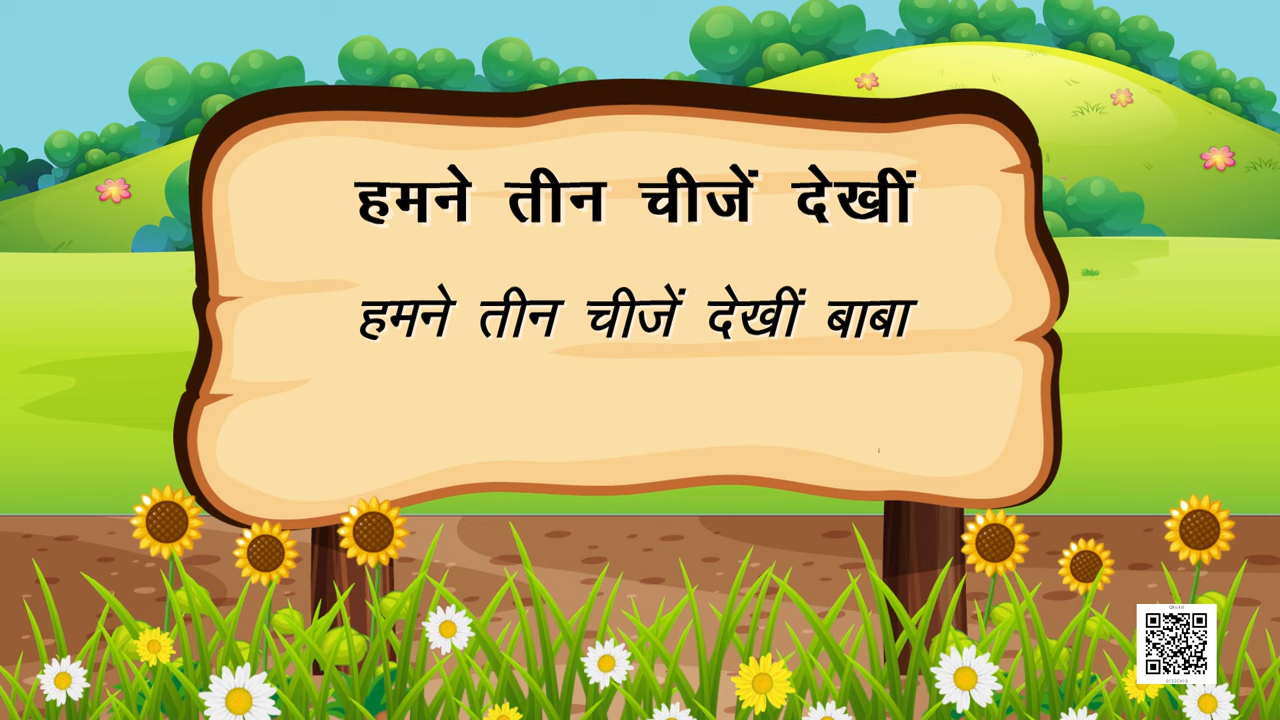 हमने तीन चीजें देखीं
हमने तीन चीजें देखीं बाबा